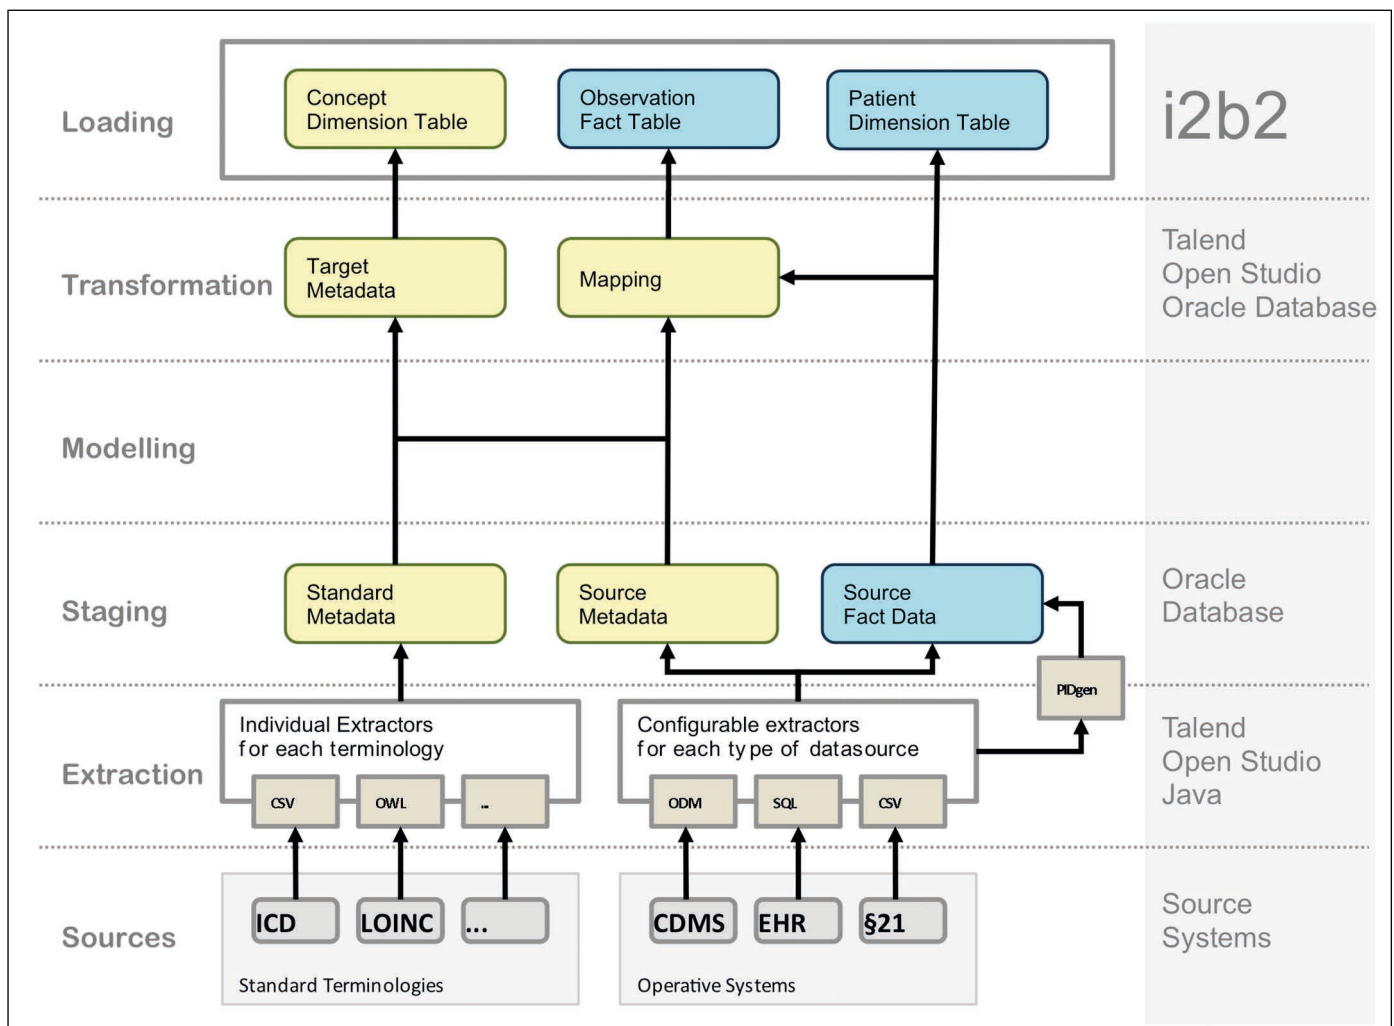 Loading
Concept
Dimension Table
Observation
Fact Table
Patient
Dimension Table
i2b2
Transformation
Target
Metadata
Mapping
Talend
Open Studio
Oracle Database
Modelling
Staging
Standard
Metadata
Source
Metadata
Source
Fact Data
Oracle
Database
PIDgen
Extraction
Individual Extractors
for each terminology
CSV
OWL
...
Configurable extractors
for each type of datasource
ODM
SQL
CSV
Talend
Open Studio
Java
Sources
ICD
LOINC
...
Standard Terminologies
CDMS
EHR
§21
Operative Systems
Source
Systems